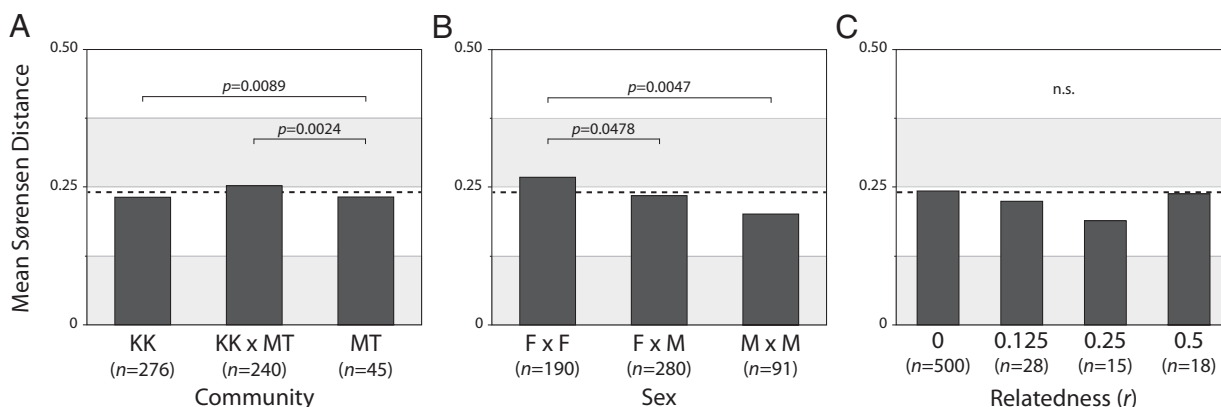 A
Mean Sørensen Distance
0.50
0.25
0
p=0.0089
p=0.0024
KK
KK x MT
MT
(n=276)
(n=240)
(n=45)
Community
B
0.50
0.25
0
p=0.0047
p=0.0478
F x F
F x M
M x M
(n=190)
(n=280)
(n=91)
Sex
C
0.50
0.25
0
n.s.
0
0.125
0.25
0.5
(n=500)
(n=28)
(n=15)
(n=18)
Relatedness (r)